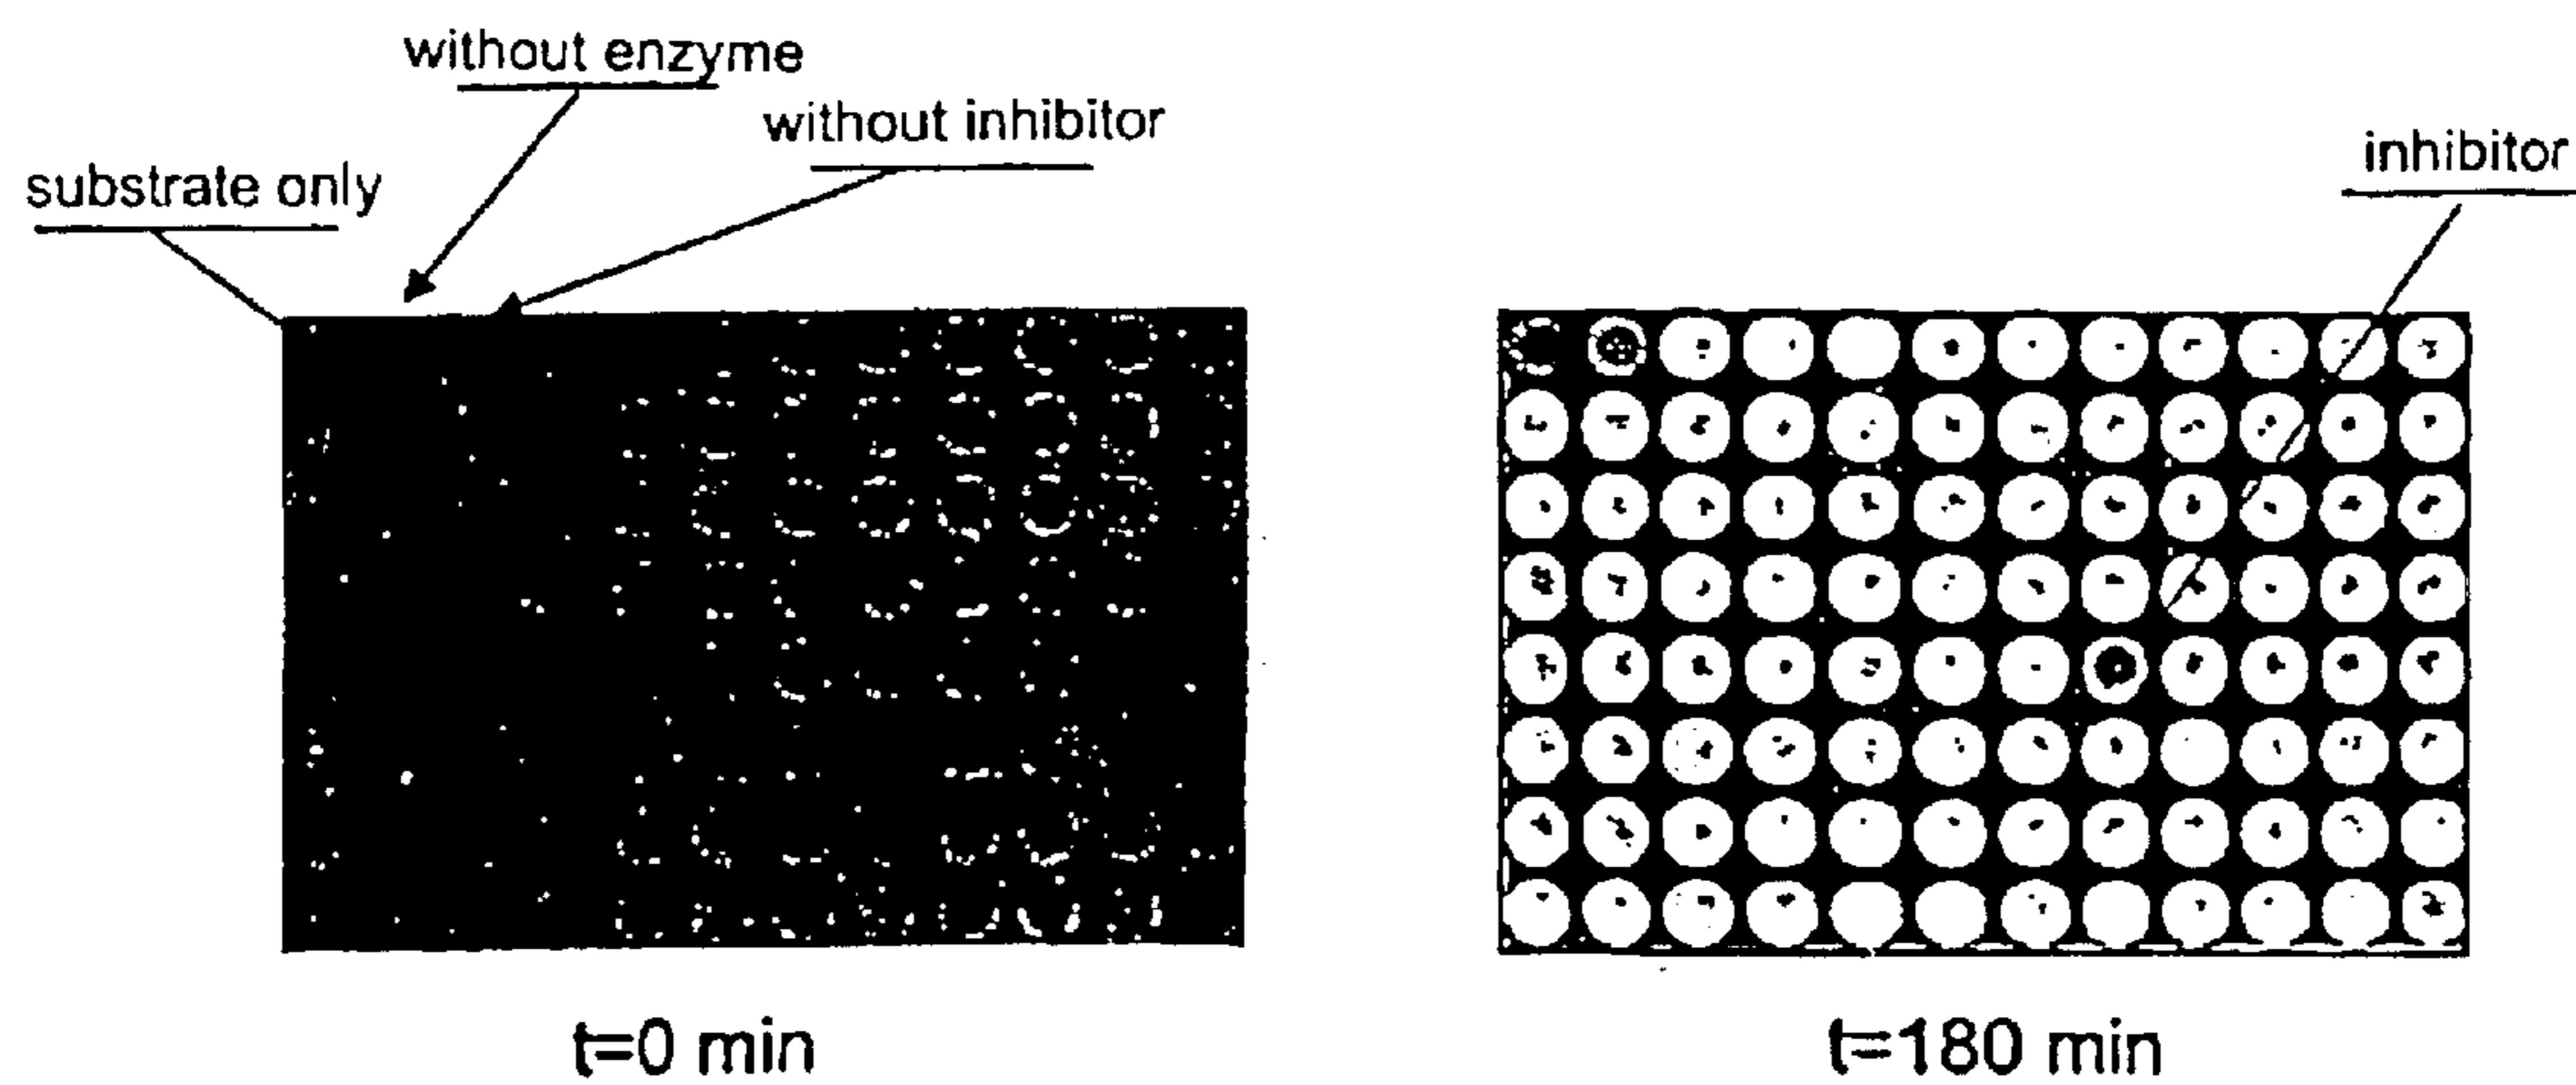 without enzyme
without inhibitor
substrate only
inhibitor
t=0 min
t=180 min